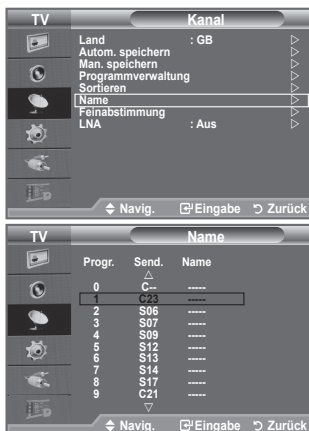 TV Kanal
Land : GB
Autom. speichern
Man. speichern
Programmverwaltung
Sortieren
Name
Feinabstimmung
LNA : Aus
Navig. Eingabe Zurück
TV Name
Progr. Send. Name
0 C-- -----
1 C23 -----
2 S06 -----
3 S07 -----
4 S09 -----
5 S12 -----
6 S13 -----
7 S14 -----
8 S17 -----
9 C21 -----
Navig. Eingabe Zurück